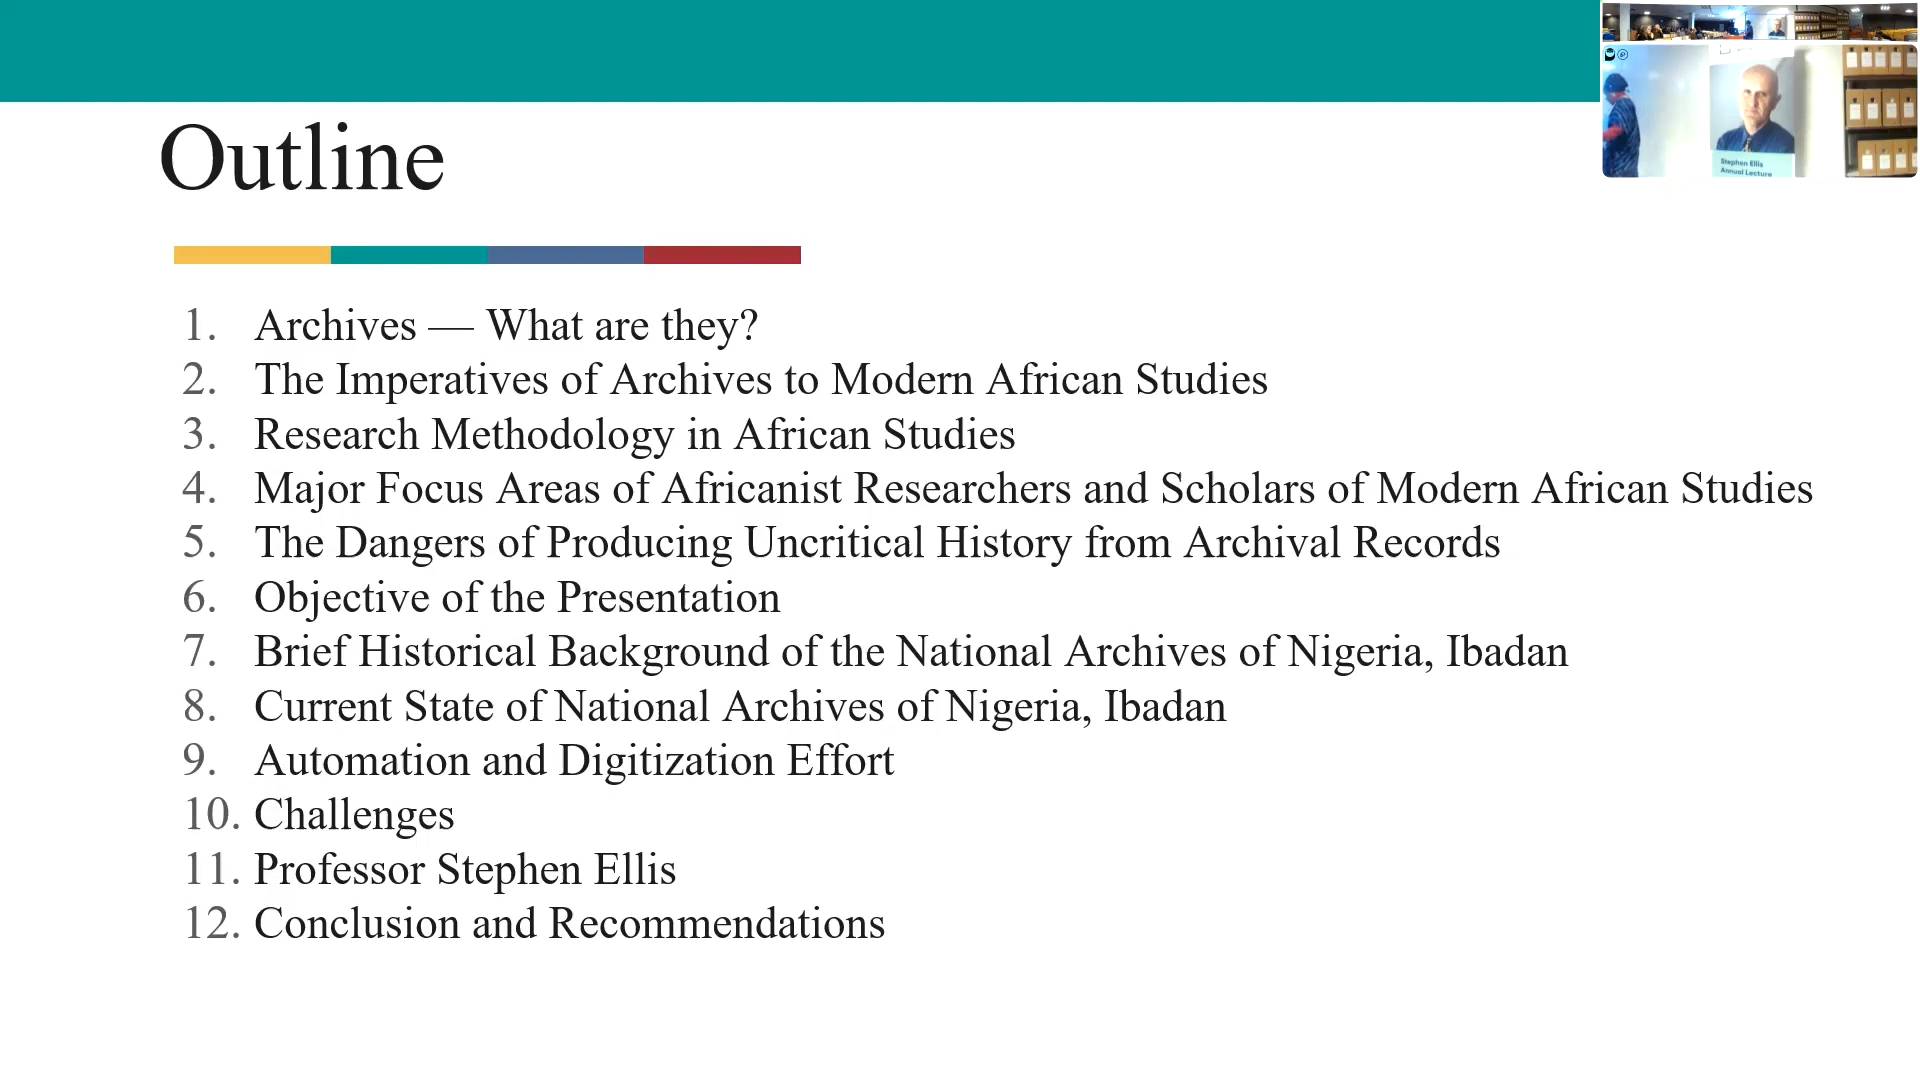 Outline
1. Archives — What are they?
2. The Imperatives of Archives to Modern African Studies
3. Research Methodology in African Studies
4. Major Focus Areas of Africanist Researchers and Scholars of Modern African Studies
5. The Dangers of Producing Uncritical History from Archival Records
6. Objective of the Presentation
7. Brief Historical Background of the National Archives of Nigeria, Ibadan
8. Current State of National Archives of Nigeria, Ibadan
9. Automation and Digitization Effort
10. Challenges
11. Professor Stephen Ellis
12. Conclusion and Recommendations
Stephen Ellis
Annual Lecture